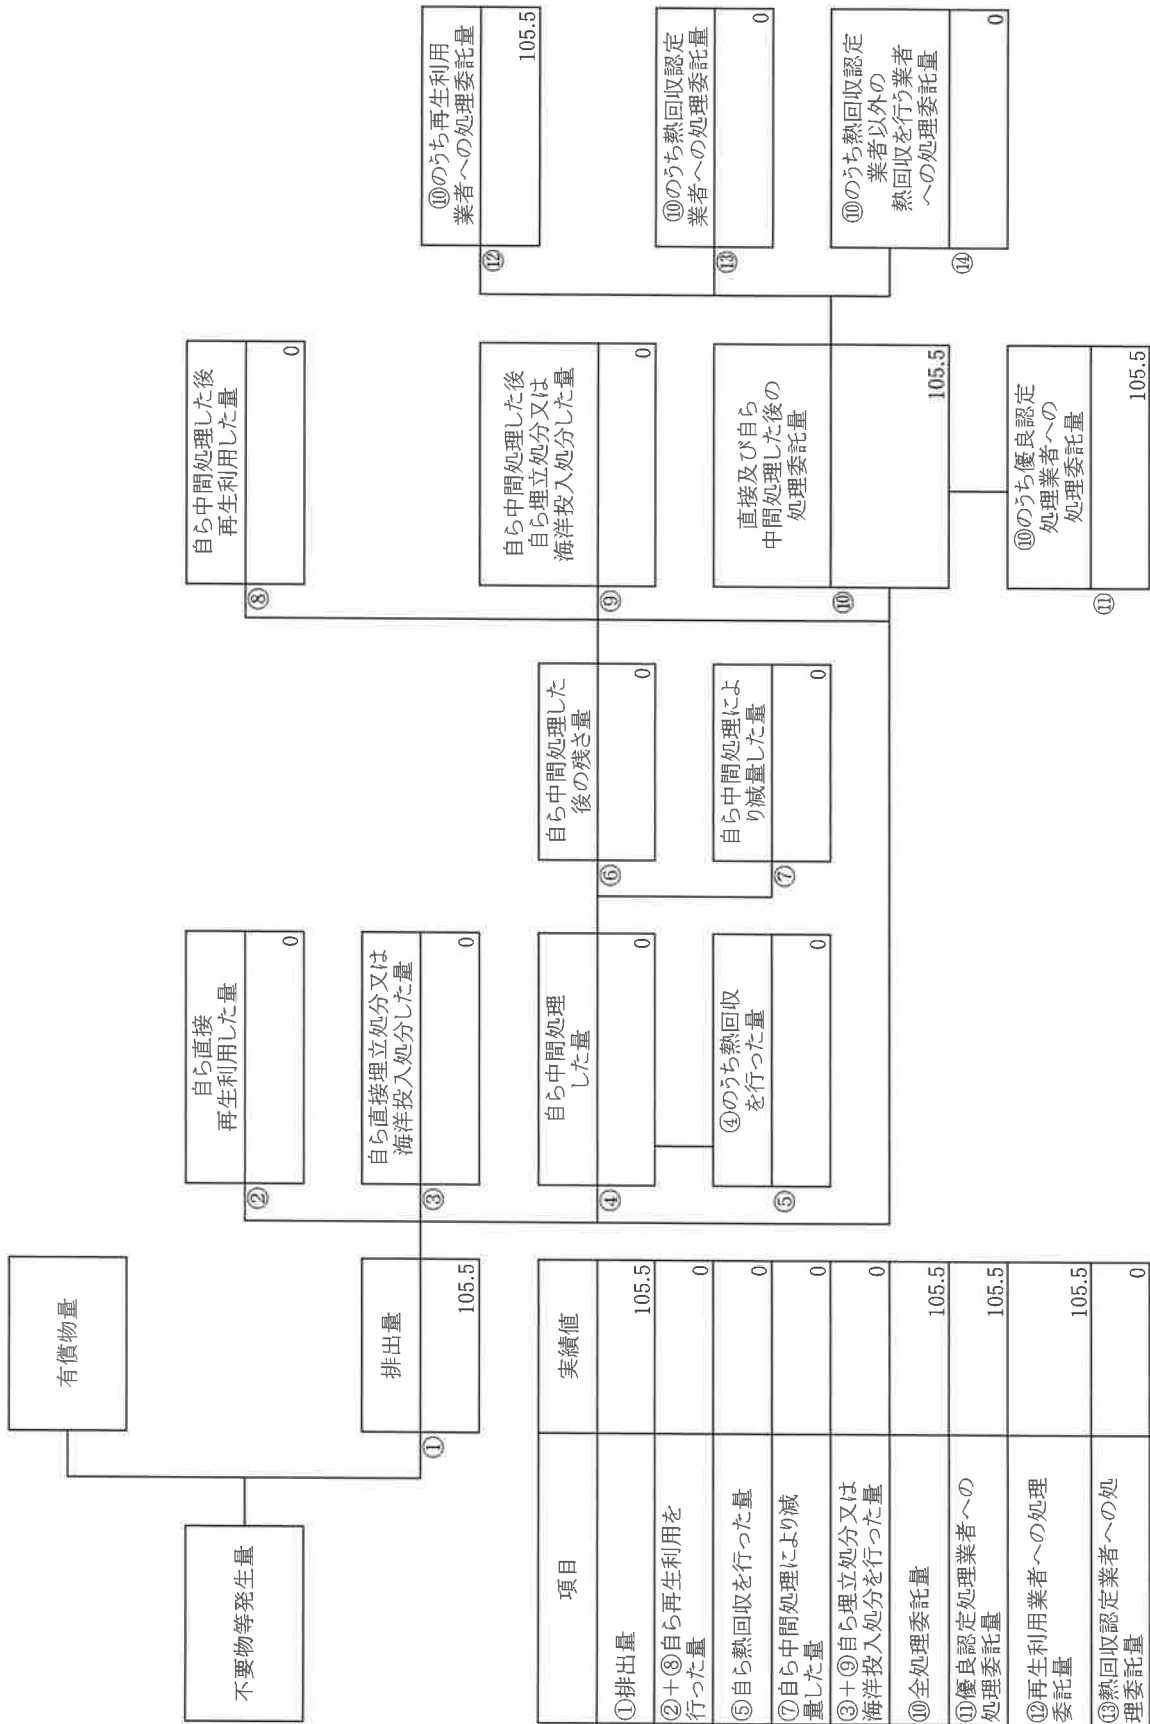 不要物等発生量
有償物量
排出量
①
105.5
自ら直接
再生利用した量
②
0
自ら直接埋立処分又は
海洋投入処分した量
③
0
自ら中間処理
した量
④
0
④のうち熱回収
を行った量
⑤
0
自ら中間処理した
後の残さ量
⑥
0
自ら中間処理によ
り減量した量
⑦
0
自ら中間処理した後
再生利用した量
⑧
0
自ら中間処理した後
自ら埋立処分又は
海洋投入処分した量
⑨
0
直接及び自ら
中間処理した後の
処理委託量
⑩
105.5
⑩のうち優良認定
処理業者への
処理委託量
⑪
105.5
⑩のうち再生利用
業者への処理委託量
⑫
105.5
⑩のうち熱回収認定
業者への処理委託量
⑬
0
⑩のうち熱回収認定
業者以外の
熱回収を行う業者
への処理委託量
⑭
0
項目 実績値
①排出量 105.5
②+⑧自ら再生利用を
行った量 0
⑤自ら熱回収を行った量 0
⑦自ら中間処理により減
量した量 0
③+⑨自ら埋立処分又は
海洋投入処分を行った量 0
⑩全処理委託量 105.5
⑪優良認定処理業者への
処理委託量 105.5
⑫再生利用業者への処理
委託量 105.5
⑬熱回収認定業者への処
理委託量 0